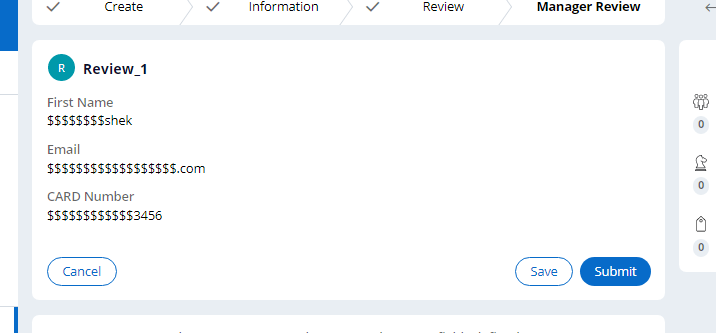 Create
Information
Review
Manager Review
R
Review_1
First Name
$$$$$$$$shek
Email
$$$$$$$$$$$$$$$$$$.com
CARD Number
$$$$$$$$$$$$3456
Cancel
Save
Submit
0
0
0